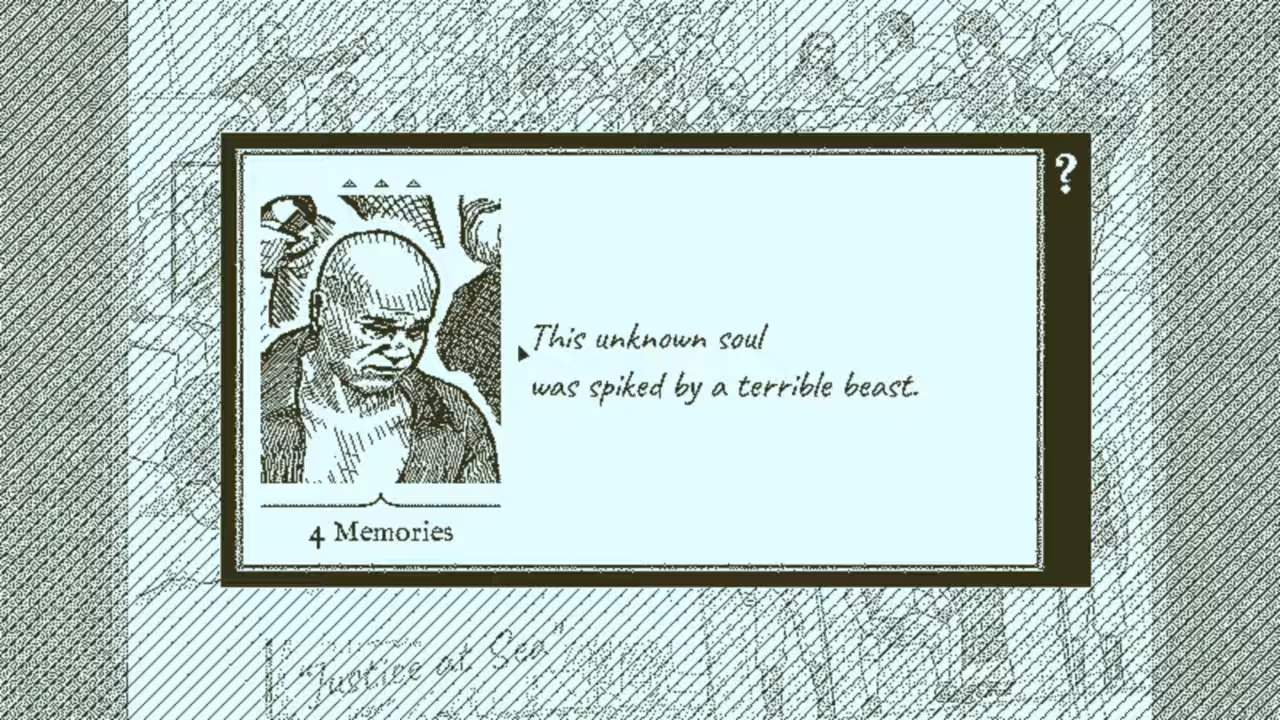 ?
This unknown soul
was spiked by a terrible beast.
4 Memories
"Justice at Sea"